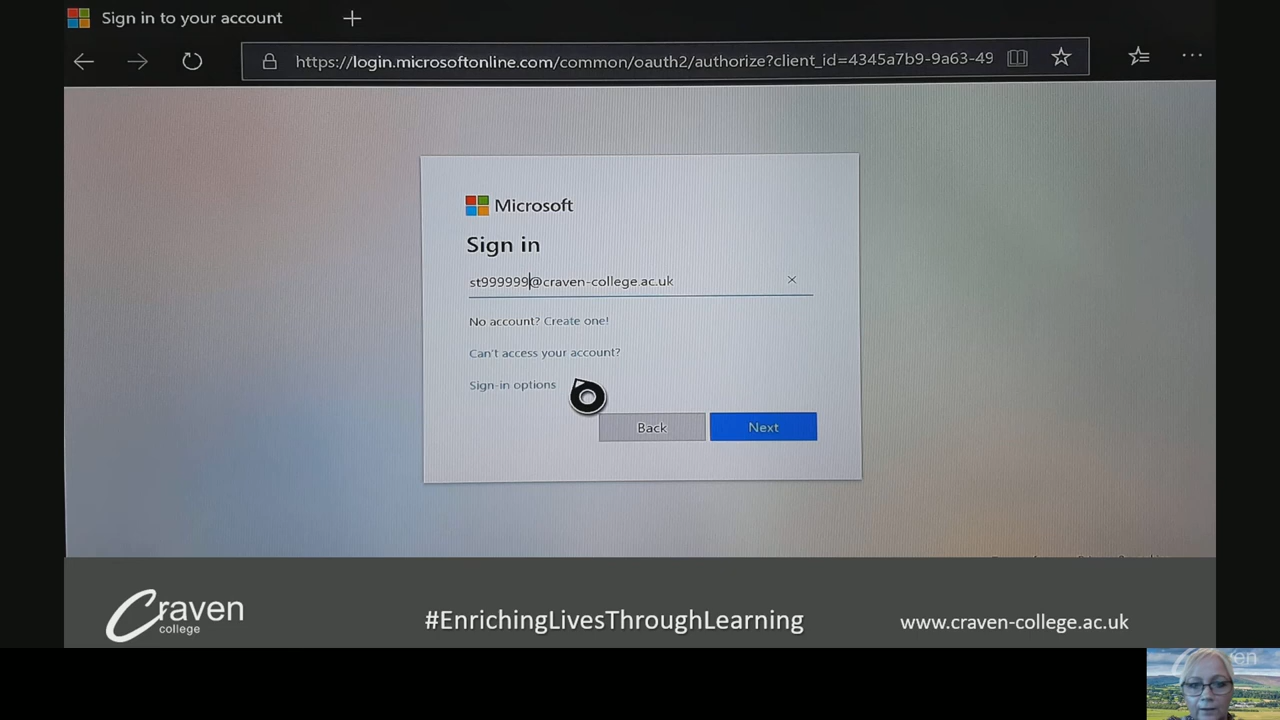 Sign in to your account
https://login.microsoftonline.com/common/oauth2/authorize?client_id=4345a7b9-9a63-49
Microsoft
Sign in
st999999@craven-college.ac.uk
No account? Create one!
Can't access your account?
Sign-in options
Back
Next
Craven
college
#EnrichingLivesThroughLearning
www.craven-college.ac.uk